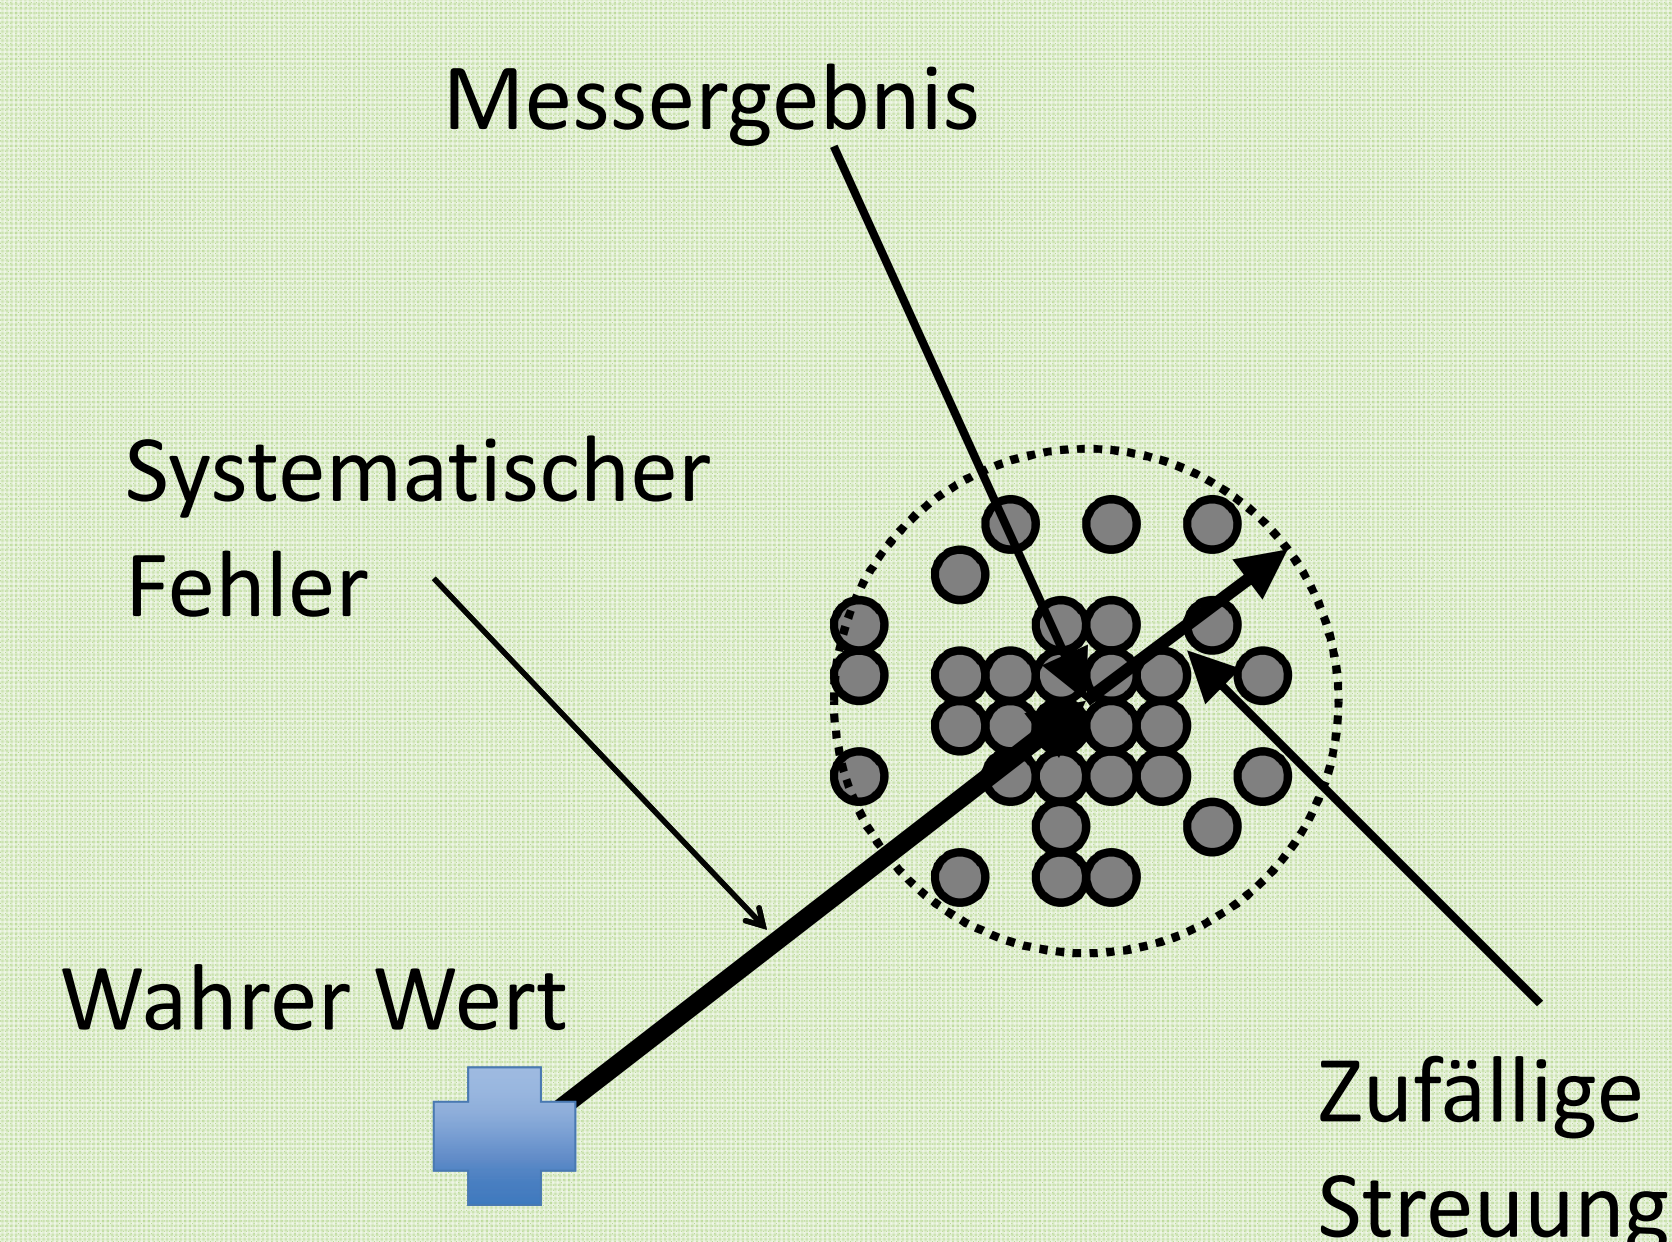 Messergebnis
Systematischer
Fehler
Wahrer Wert
Zufällige
Streuung